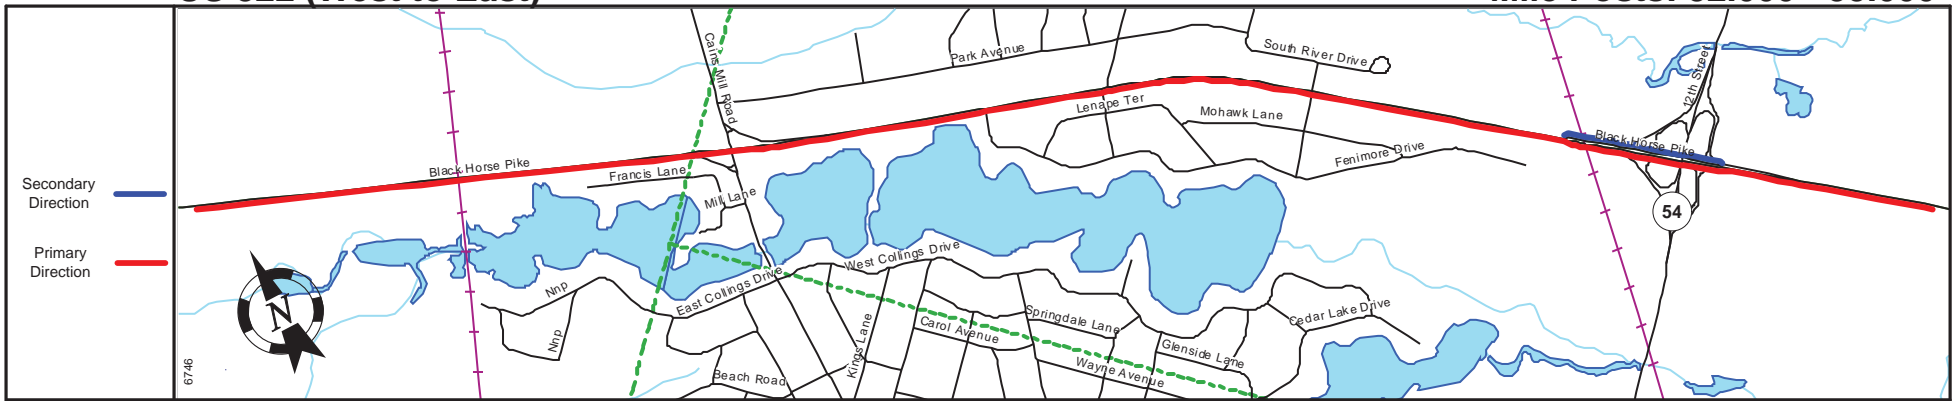 Secondary
Direction
Primary
Direction
Cains Mill Road
Park Avenue
South River Drive
12th Street
Lenape Ter
Mohawk Lane
Black Horse Pike
Black Horse Pike
Fenimore Drive
Francis Lane
Mill Lane
54
West Collings Drive
East Collings Drive
Nnp
Nnp
N
Kings Lane
Carol Avenue
Springdale Lane
Cedar Lake Drive
Glenside Lane
Wayne Avenue
Beach Road
6746